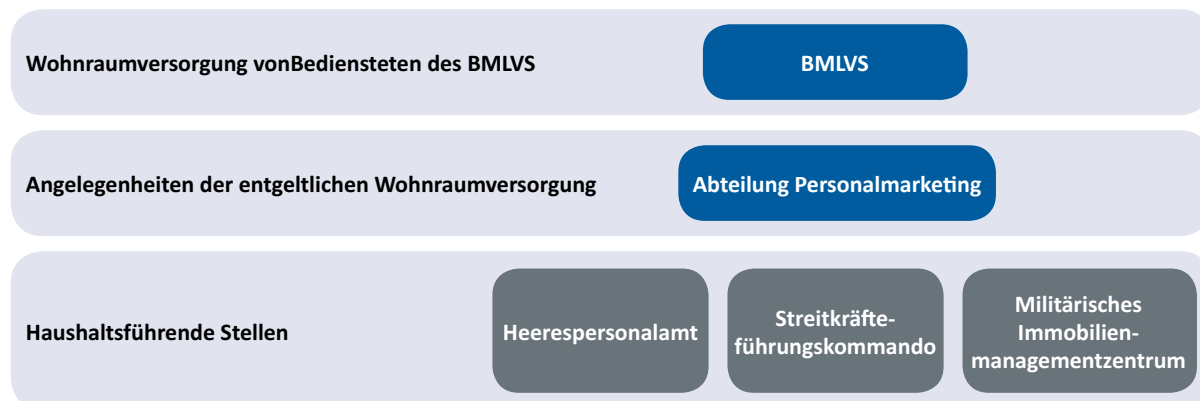 Wohnraumversorgung vonBediensteten des BMLVS
BMLVS
Angelegenheiten der entgeltlichen Wohnraumversorgung
Abteilung Personalmarketing
Haushaltsführende Stellen
Heerespersonalamt
Streitkräfte-
führungskommando
Militärisches
Immobilien-
managementzentrum